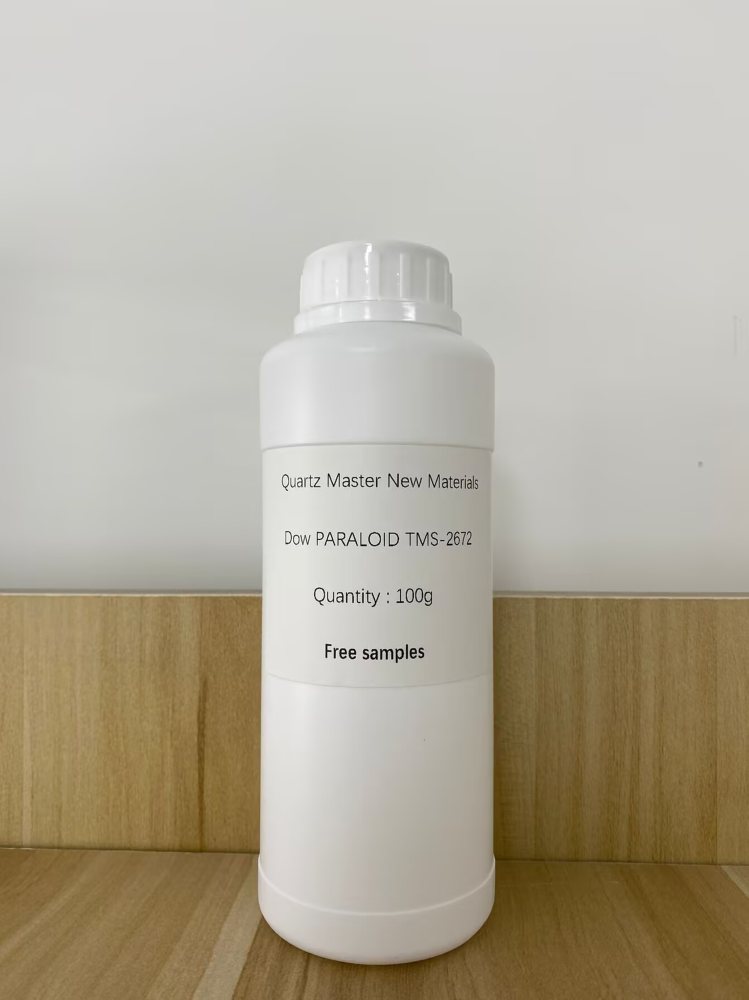 Quartz Master New Materials
Dow PARALOID TMS-2672
Quantity : 100g
Free samples